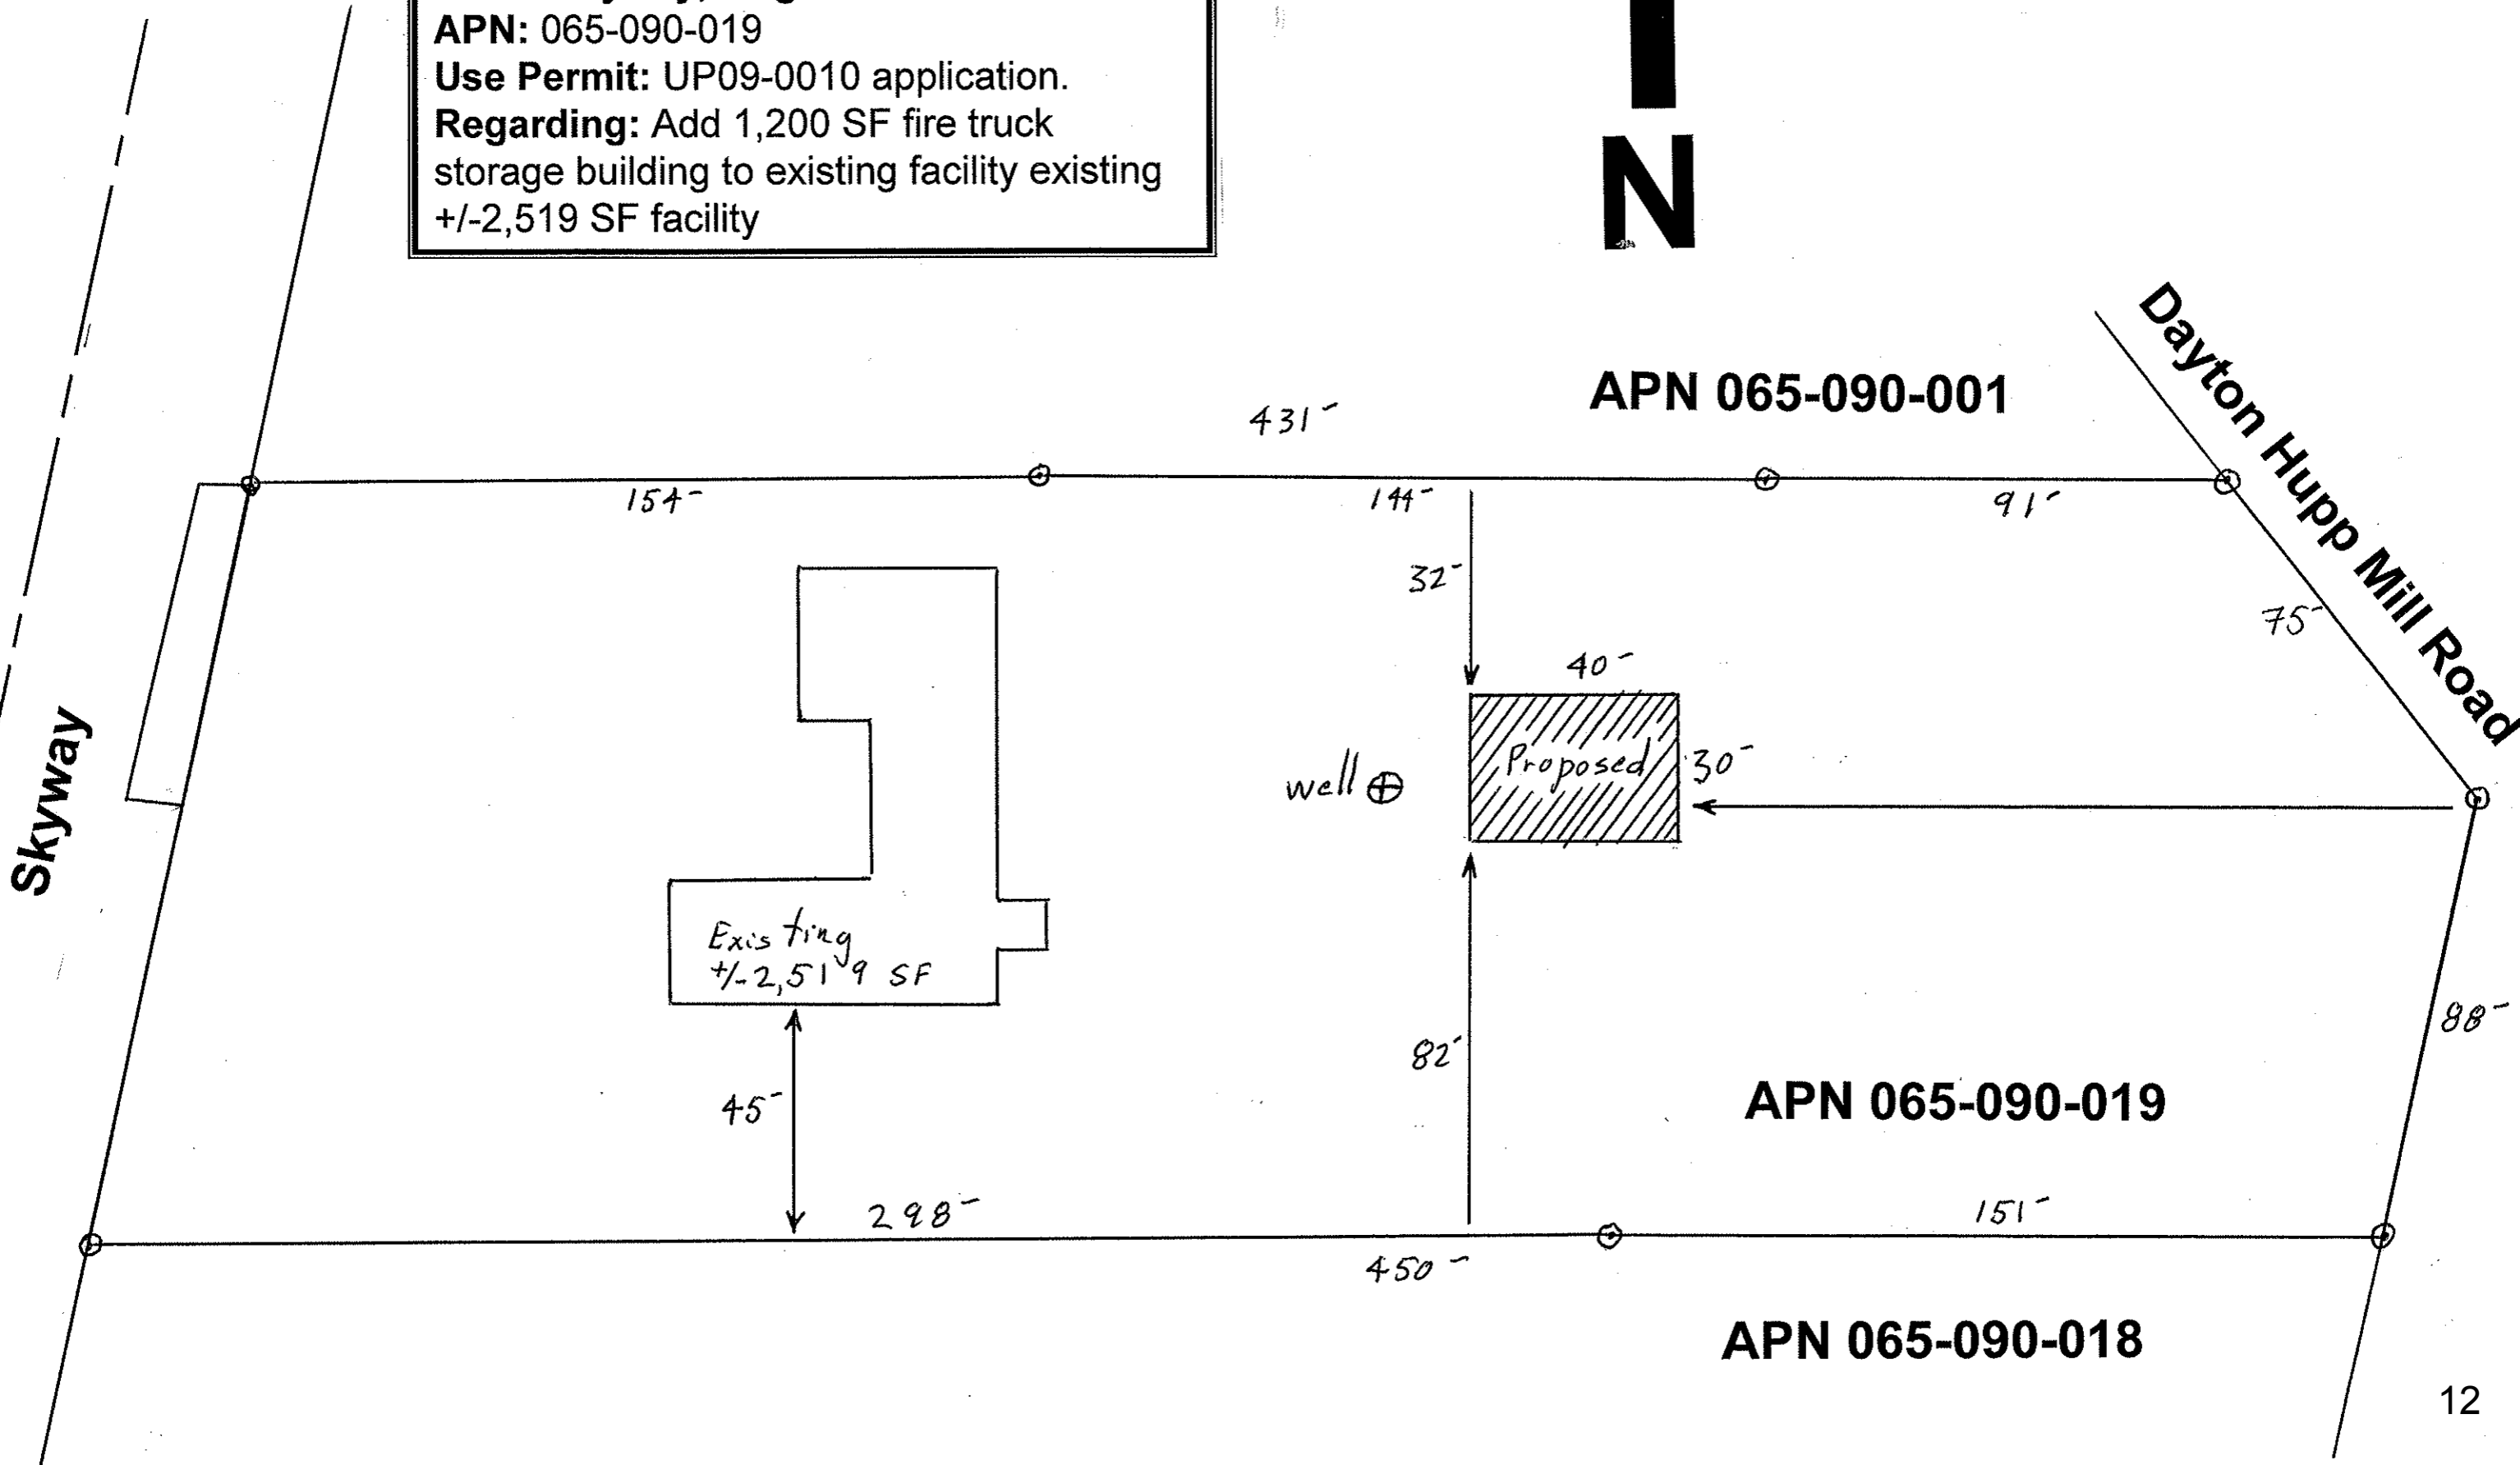 APN: 065-090-019
Use Permit: UP09-0010 application.
Regarding: Add 1,200 SF fire truck
storage building to existing facility existing
+/-2,519 SF facility
N
Dayton Hupp Mill Road
APN 065-090-001
431-
154-
144-
91-
32-
75-
40-
Proposed
30-
well
Skyway
Existing
+/-2,519 SF
88-
82-
APN 065-090-019
45-
298-
151-
450-
APN 065-090-018
12